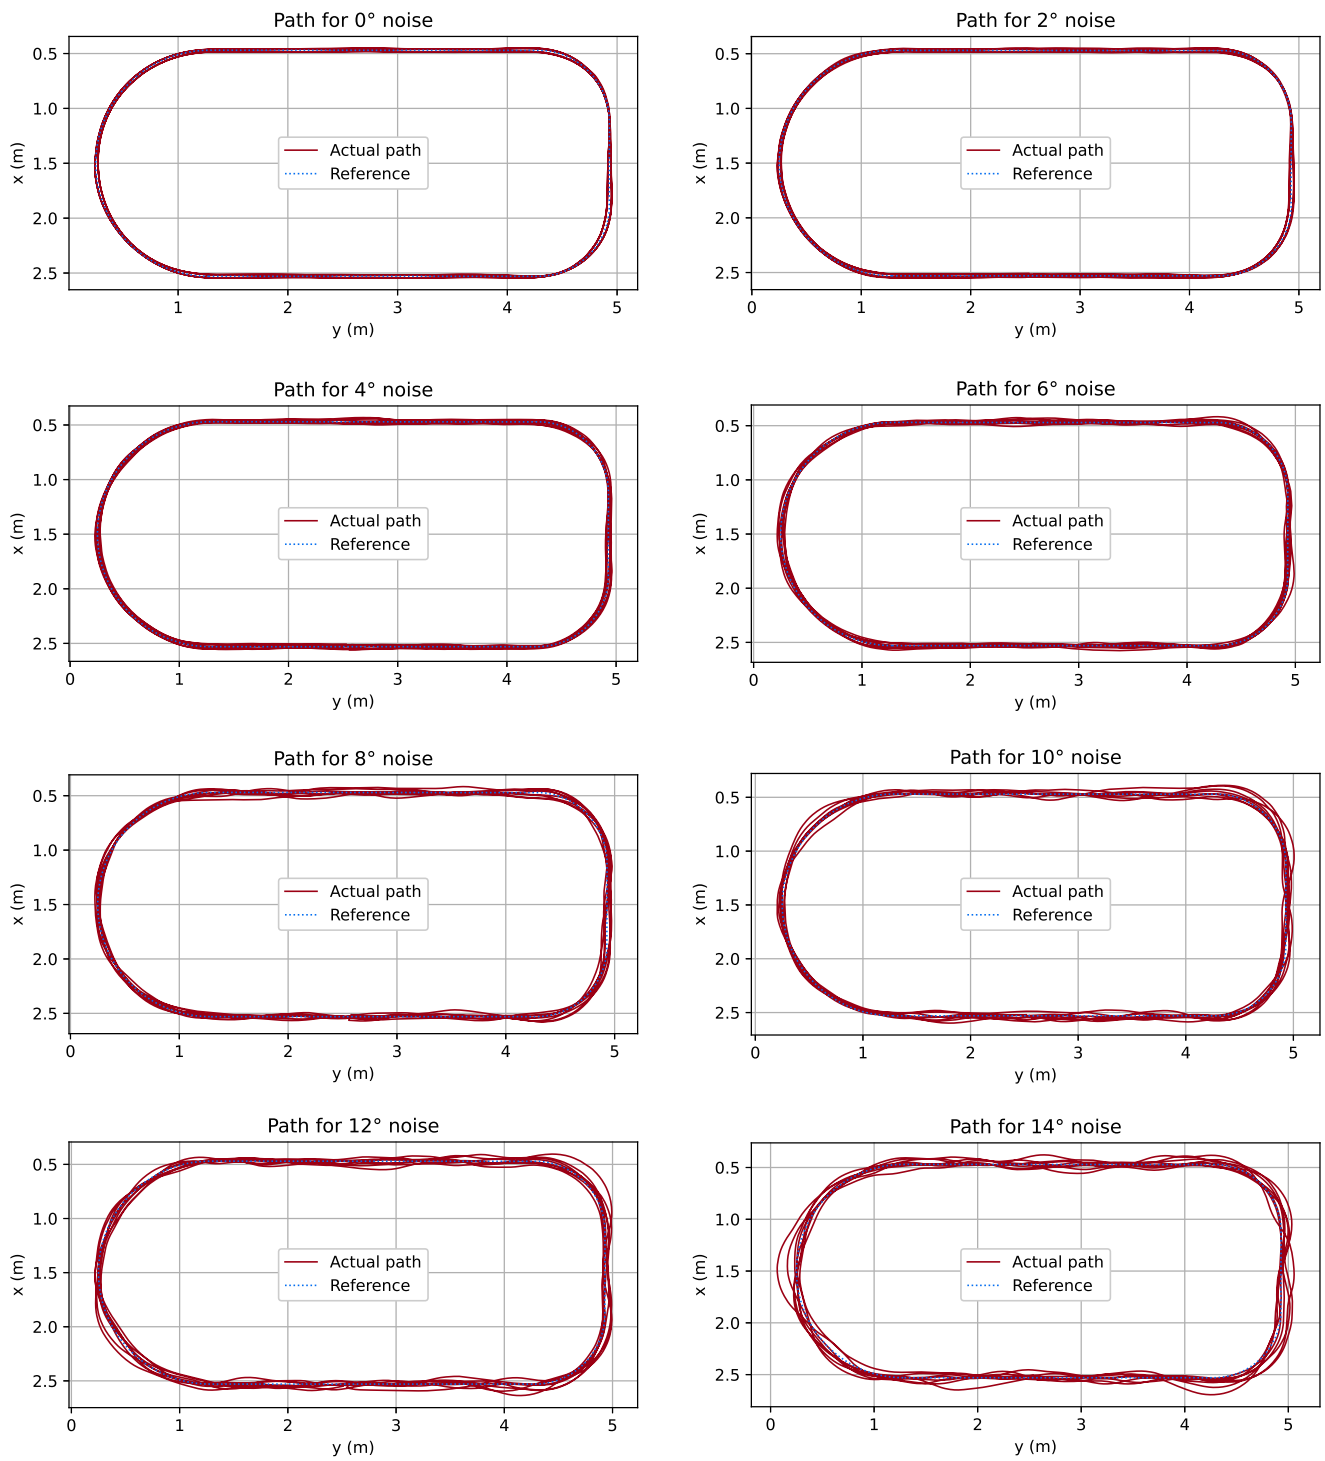 Path for 0° noise
0.5
1.0
1.5
2.0
2.5
x (m)
Actual path
Reference
1 2 3 4 5
y (m)
Path for 2° noise
0.5
1.0
1.5
2.0
2.5
x (m)
Actual path
Reference
0 1 2 3 4 5
y (m)
Path for 4° noise
0.5
1.0
1.5
2.0
2.5
x (m)
Actual path
Reference
0 1 2 3 4 5
y (m)
Path for 6° noise
0.5
1.0
1.5
2.0
2.5
x (m)
Actual path
Reference
0 1 2 3 4 5
y (m)
Path for 8° noise
0.5
1.0
1.5
2.0
2.5
x (m)
Actual path
Reference
0 1 2 3 4 5
y (m)
Path for 10° noise
0.5
1.0
1.5
2.0
2.5
x (m)
Actual path
Reference
0 1 2 3 4 5
y (m)
Path for 12° noise
0.5
1.0
1.5
2.0
2.5
x (m)
Actual path
Reference
0 1 2 3 4 5
y (m)
Path for 14° noise
0.5
1.0
1.5
2.0
2.5
x (m)
Actual path
Reference
0 1 2 3 4 5
y (m)